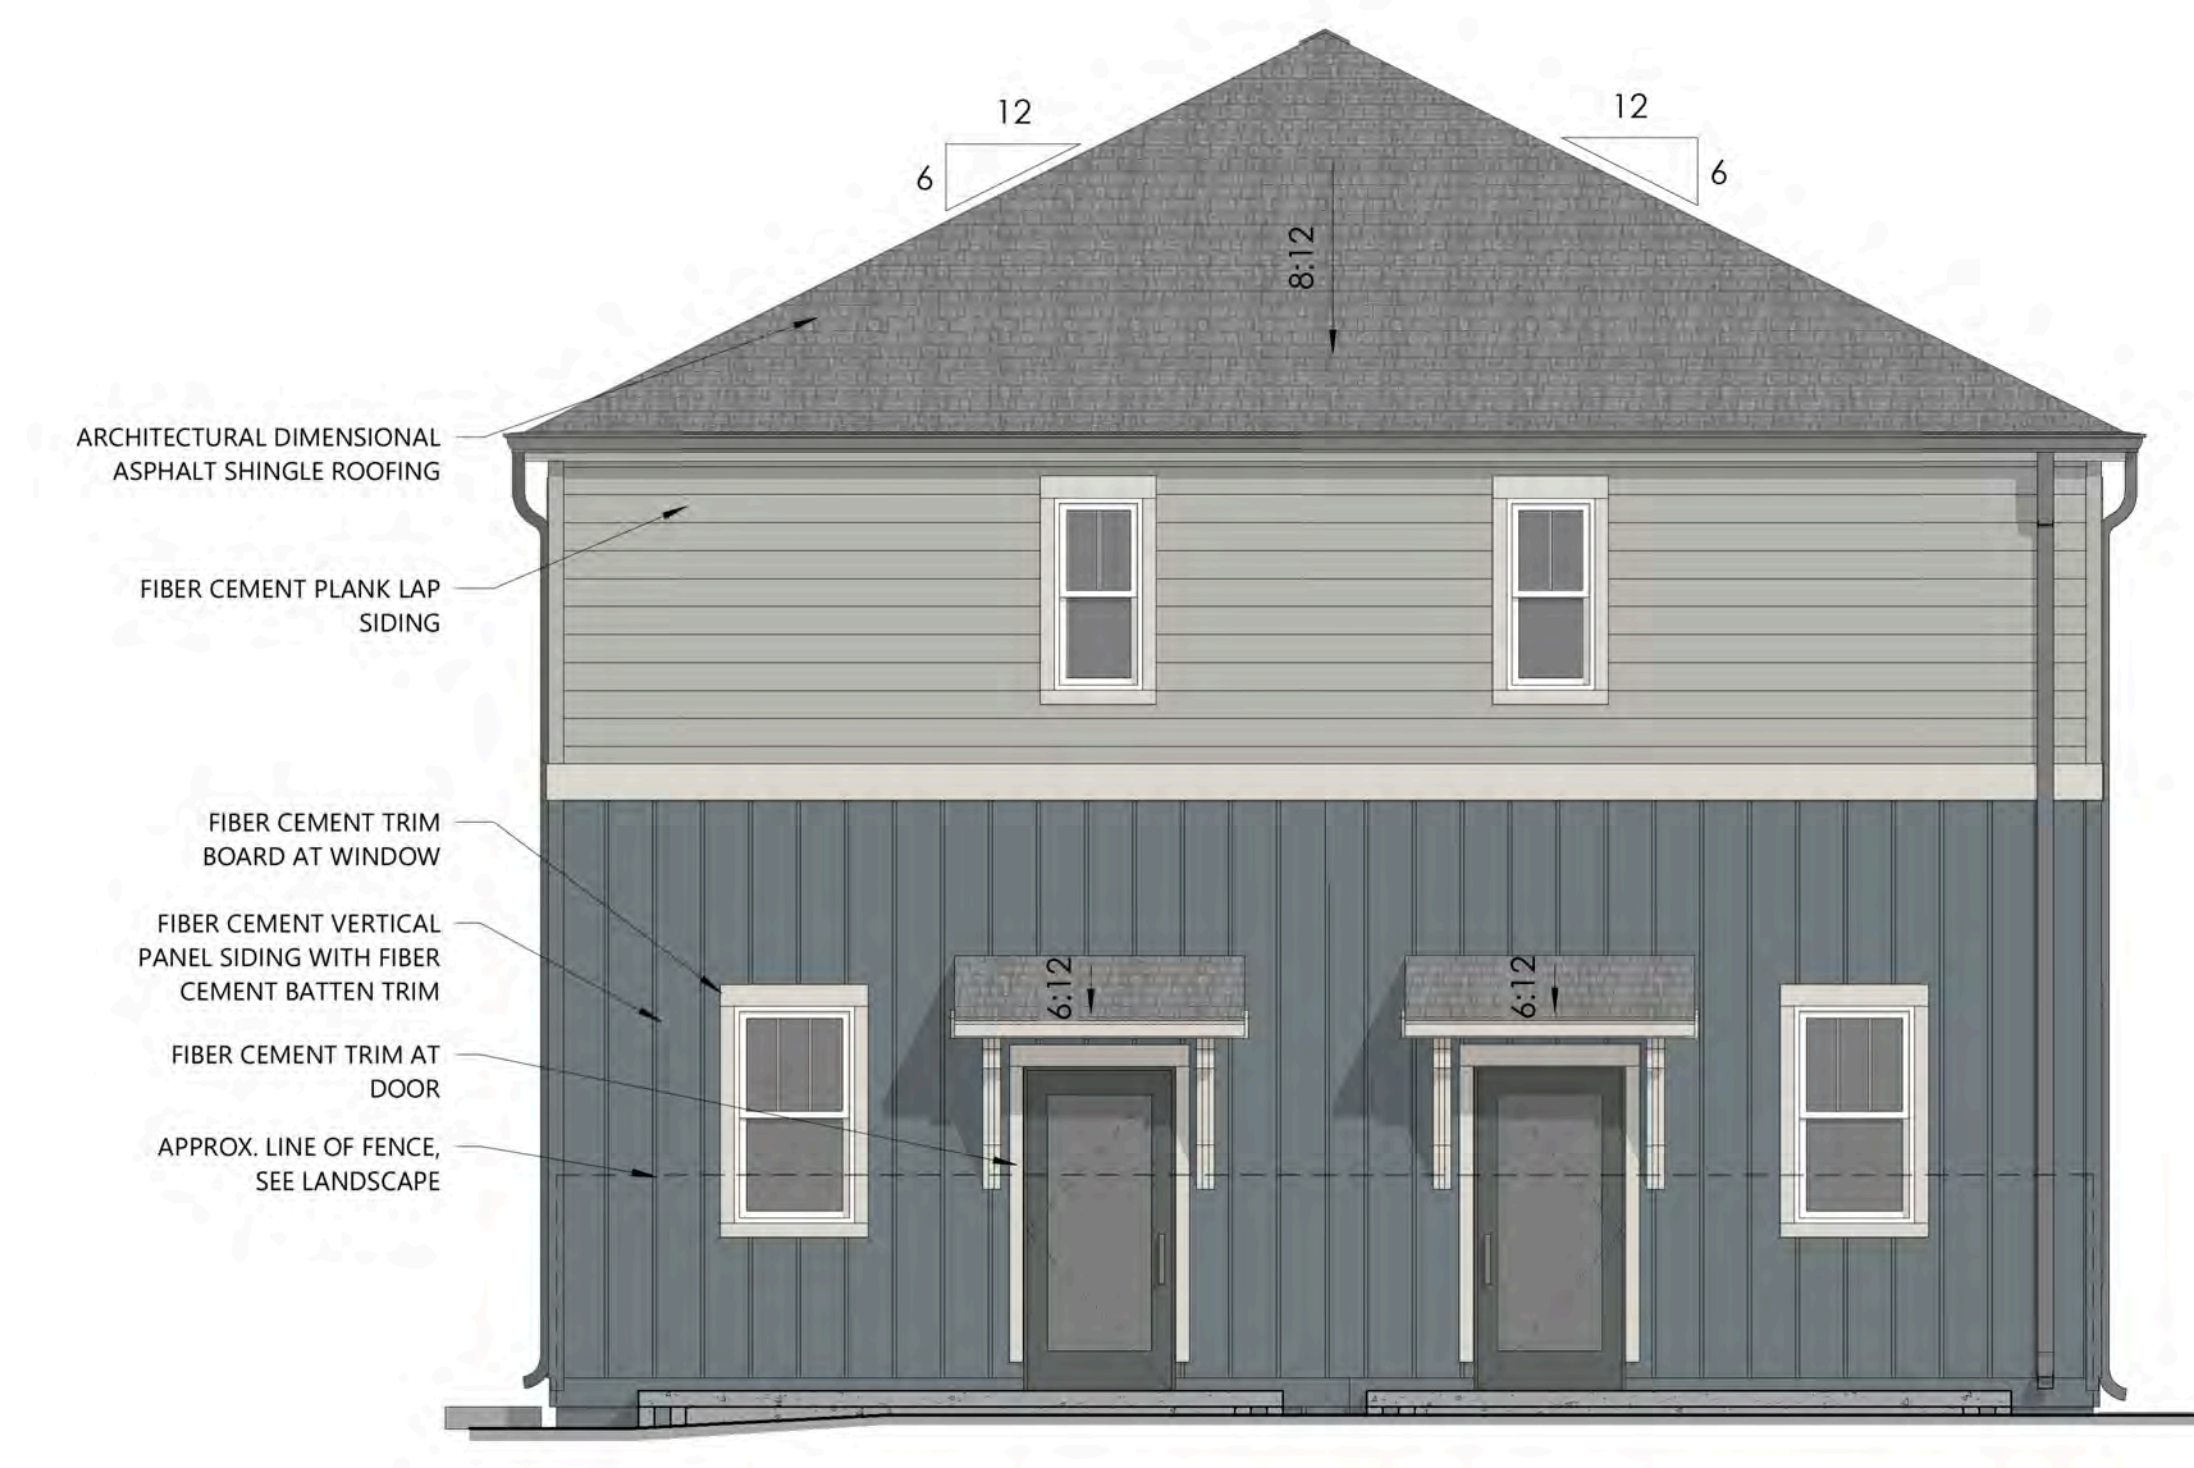 12
12
6
6
8:12
ARCHITECTURAL DIMENSIONAL
ASPHALT SHINGLE ROOFING
FIBER CEMENT PLANK LAP
SIDING
FIBER CEMENT TRIM
BOARD AT WINDOW
FIBER CEMENT VERTICAL
PANEL SIDING WITH FIBER
CEMENT BATTEN TRIM
6:12
6:12
FIBER CEMENT TRIM AT
DOOR
APPROX. LINE OF FENCE,
SEE LANDSCAPE